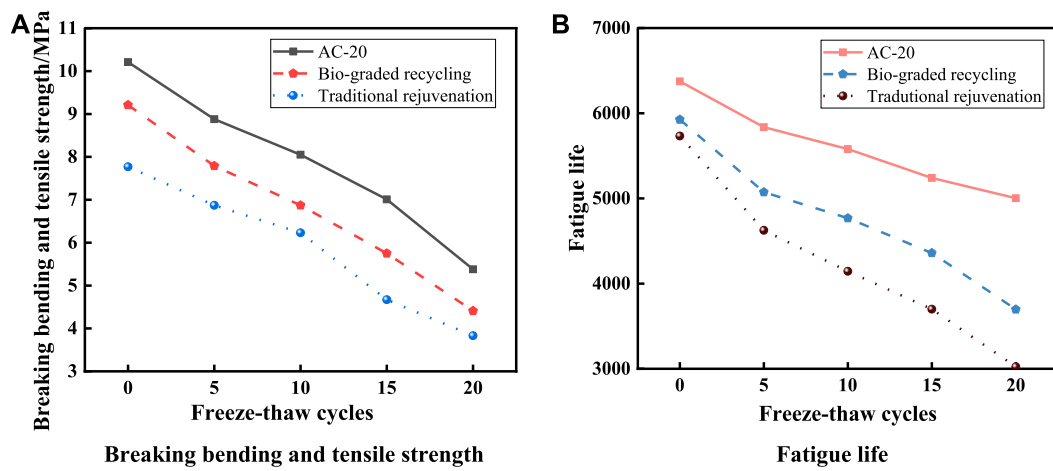 A
Breaking bending and tensile strength/MPa
11
10
9
8
7
6
5
4
3
AC-20
Bio-graded recycling
Traditional rejuvenation
0 5 10 15 20
Freeze-thaw cycles
Breaking bending and tensile strength
B
Fatigue life
7000
6000
5000
4000
3000
AC-20
Bio-graded recycling
Tradutional rejuvenation
0 5 10 15 20
Freeze-thaw cycles
Fatigue life